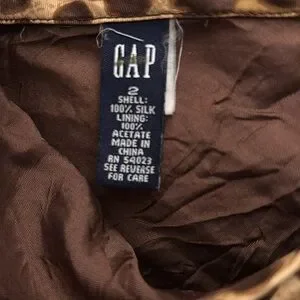 GAP
2
SHELL:
100% SILK
LINING:
100%
ACETATE
MADE IN
CHINA
RN 54023
SEE REVERSE
FOR CARE